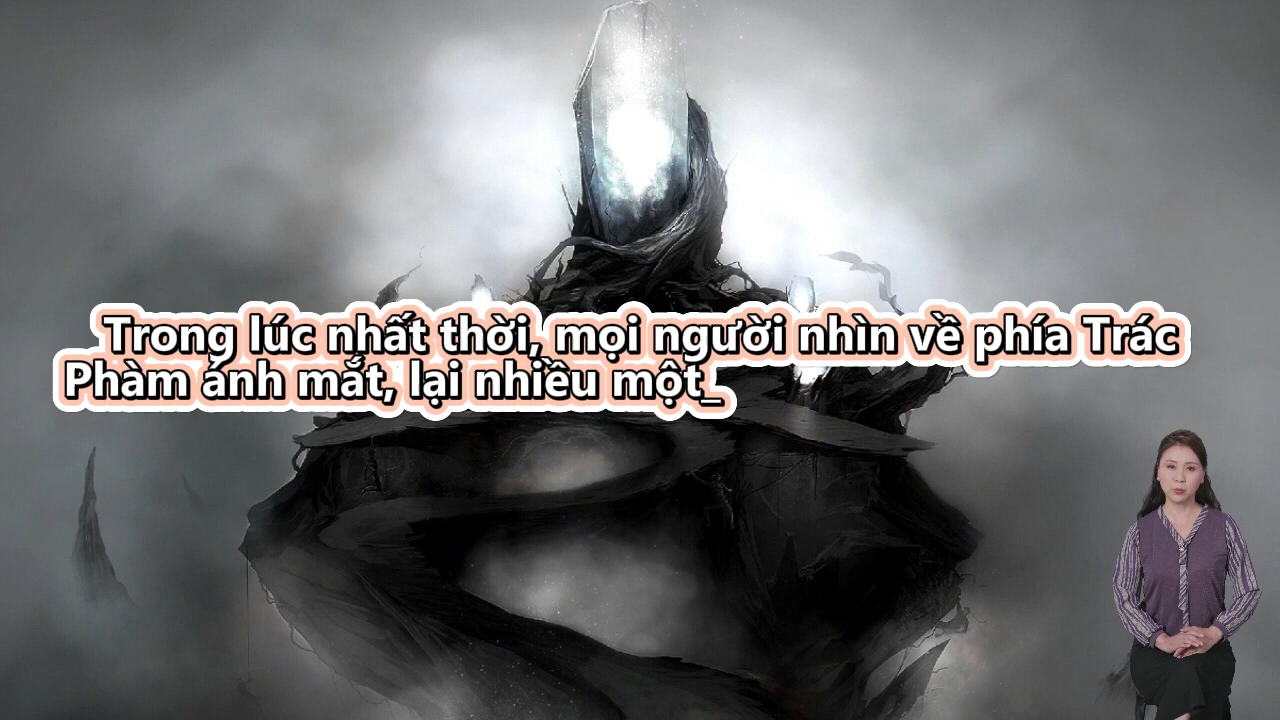 Trong lúc nhất thời, mọi người nhìn về phía Trác
Phàm ánh mắt, lại nhiều một_